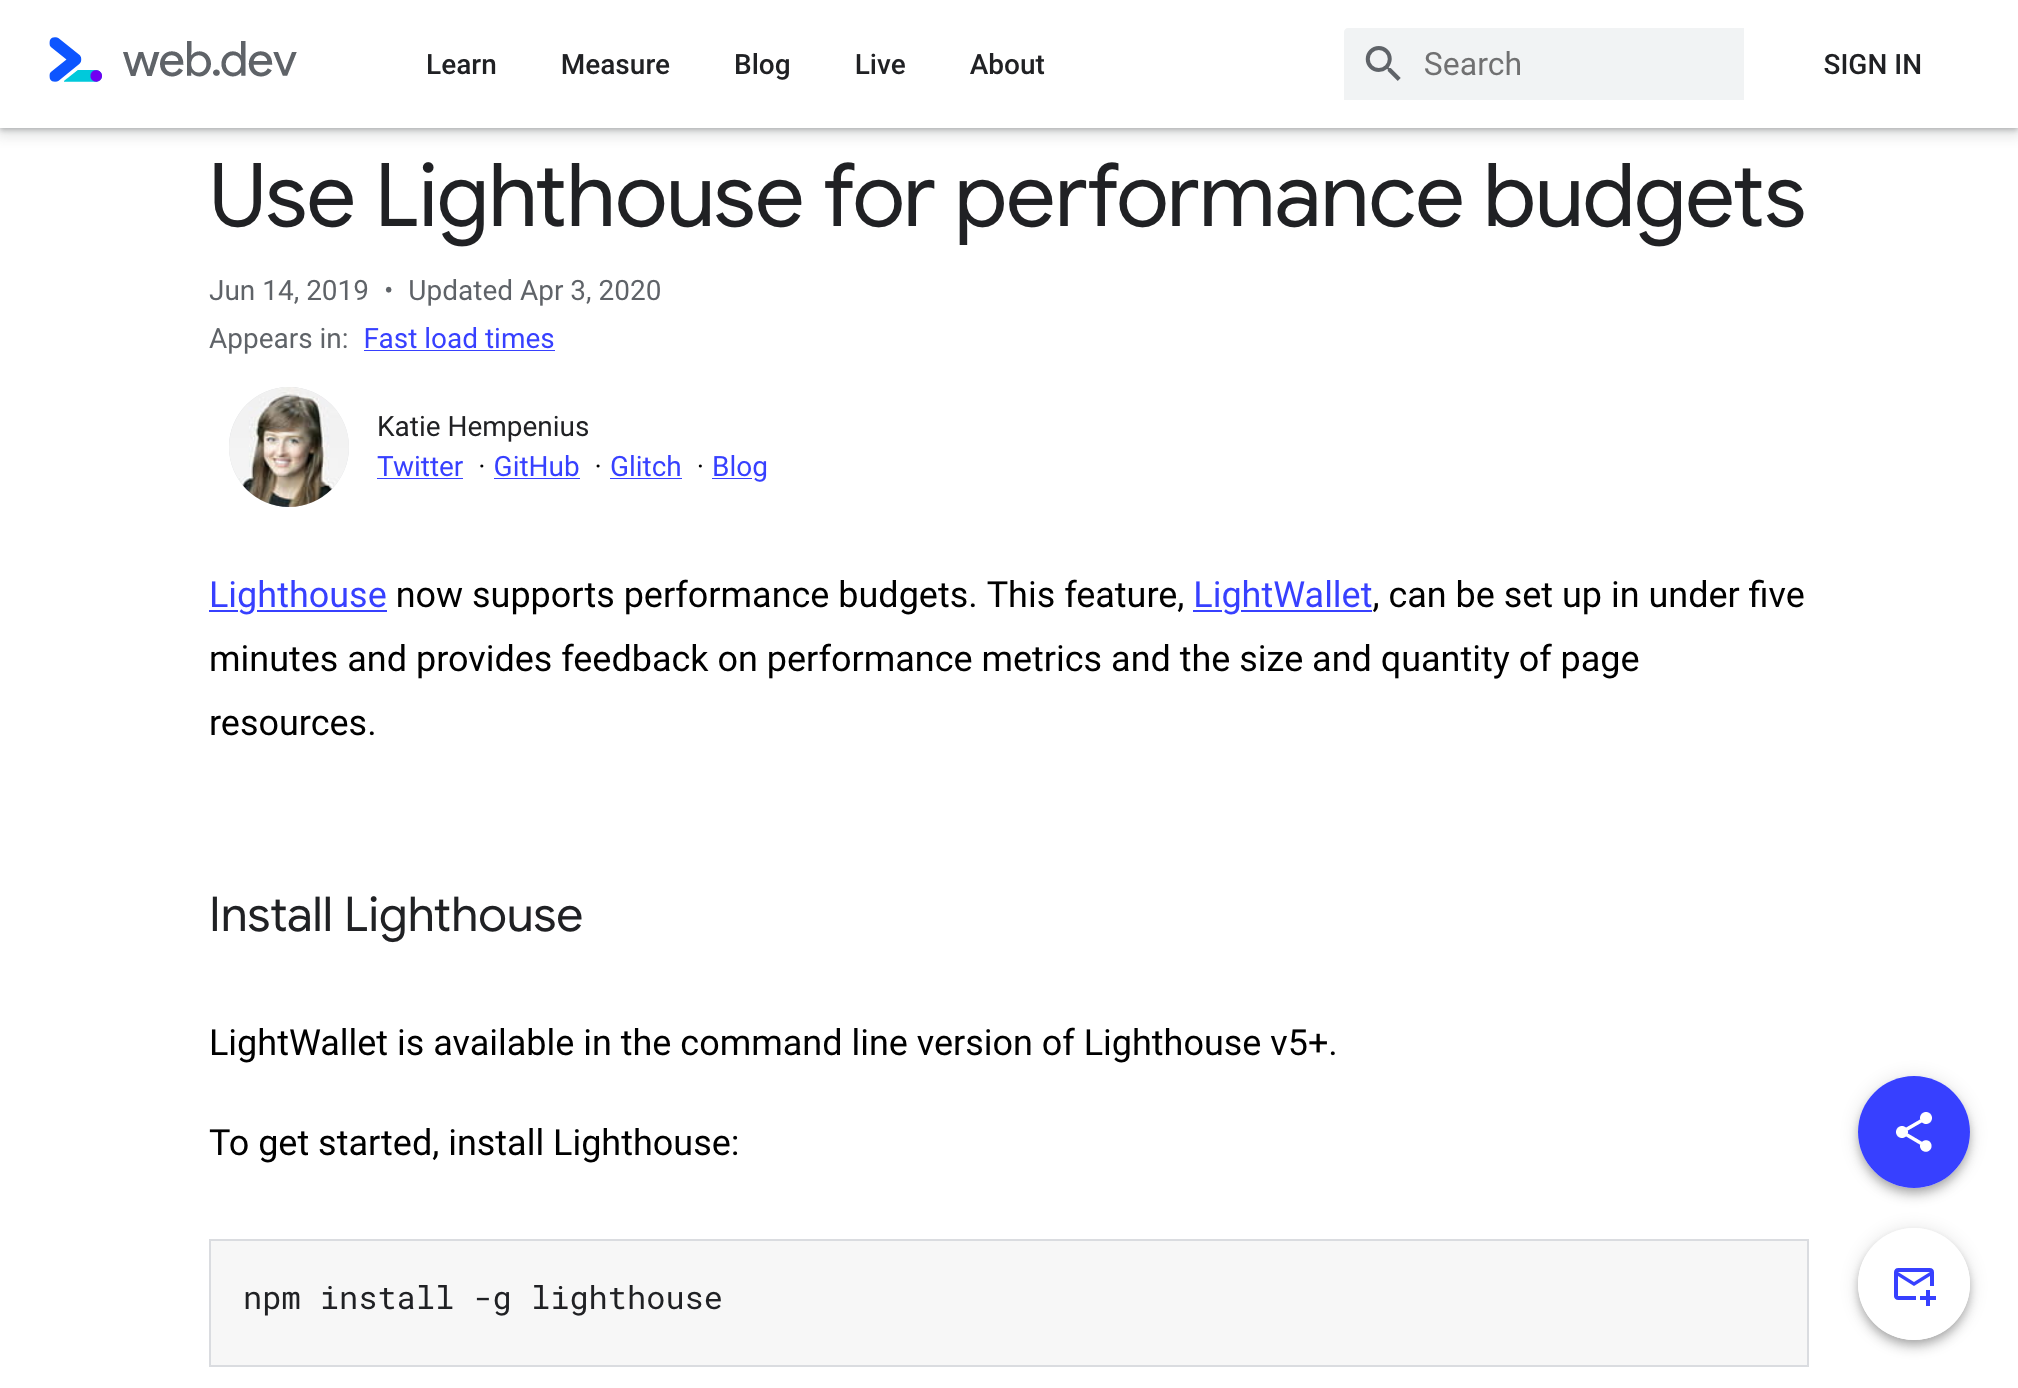 web.dev Learn Measure Blog Live About Search SIGN IN
Use Lighthouse for performance budgets
Jun 14, 2019 • Updated Apr 3, 2020
Appears in: Fast load times
Katie Hempenius
Twitter · GitHub · Glitch · Blog
Lighthouse now supports performance budgets. This feature, LightWallet, can be set up in under five
minutes and provides feedback on performance metrics and the size and quantity of page
resources.
Install Lighthouse
LightWallet is available in the command line version of Lighthouse v5+.
To get started, install Lighthouse:
npm install -g lighthouse